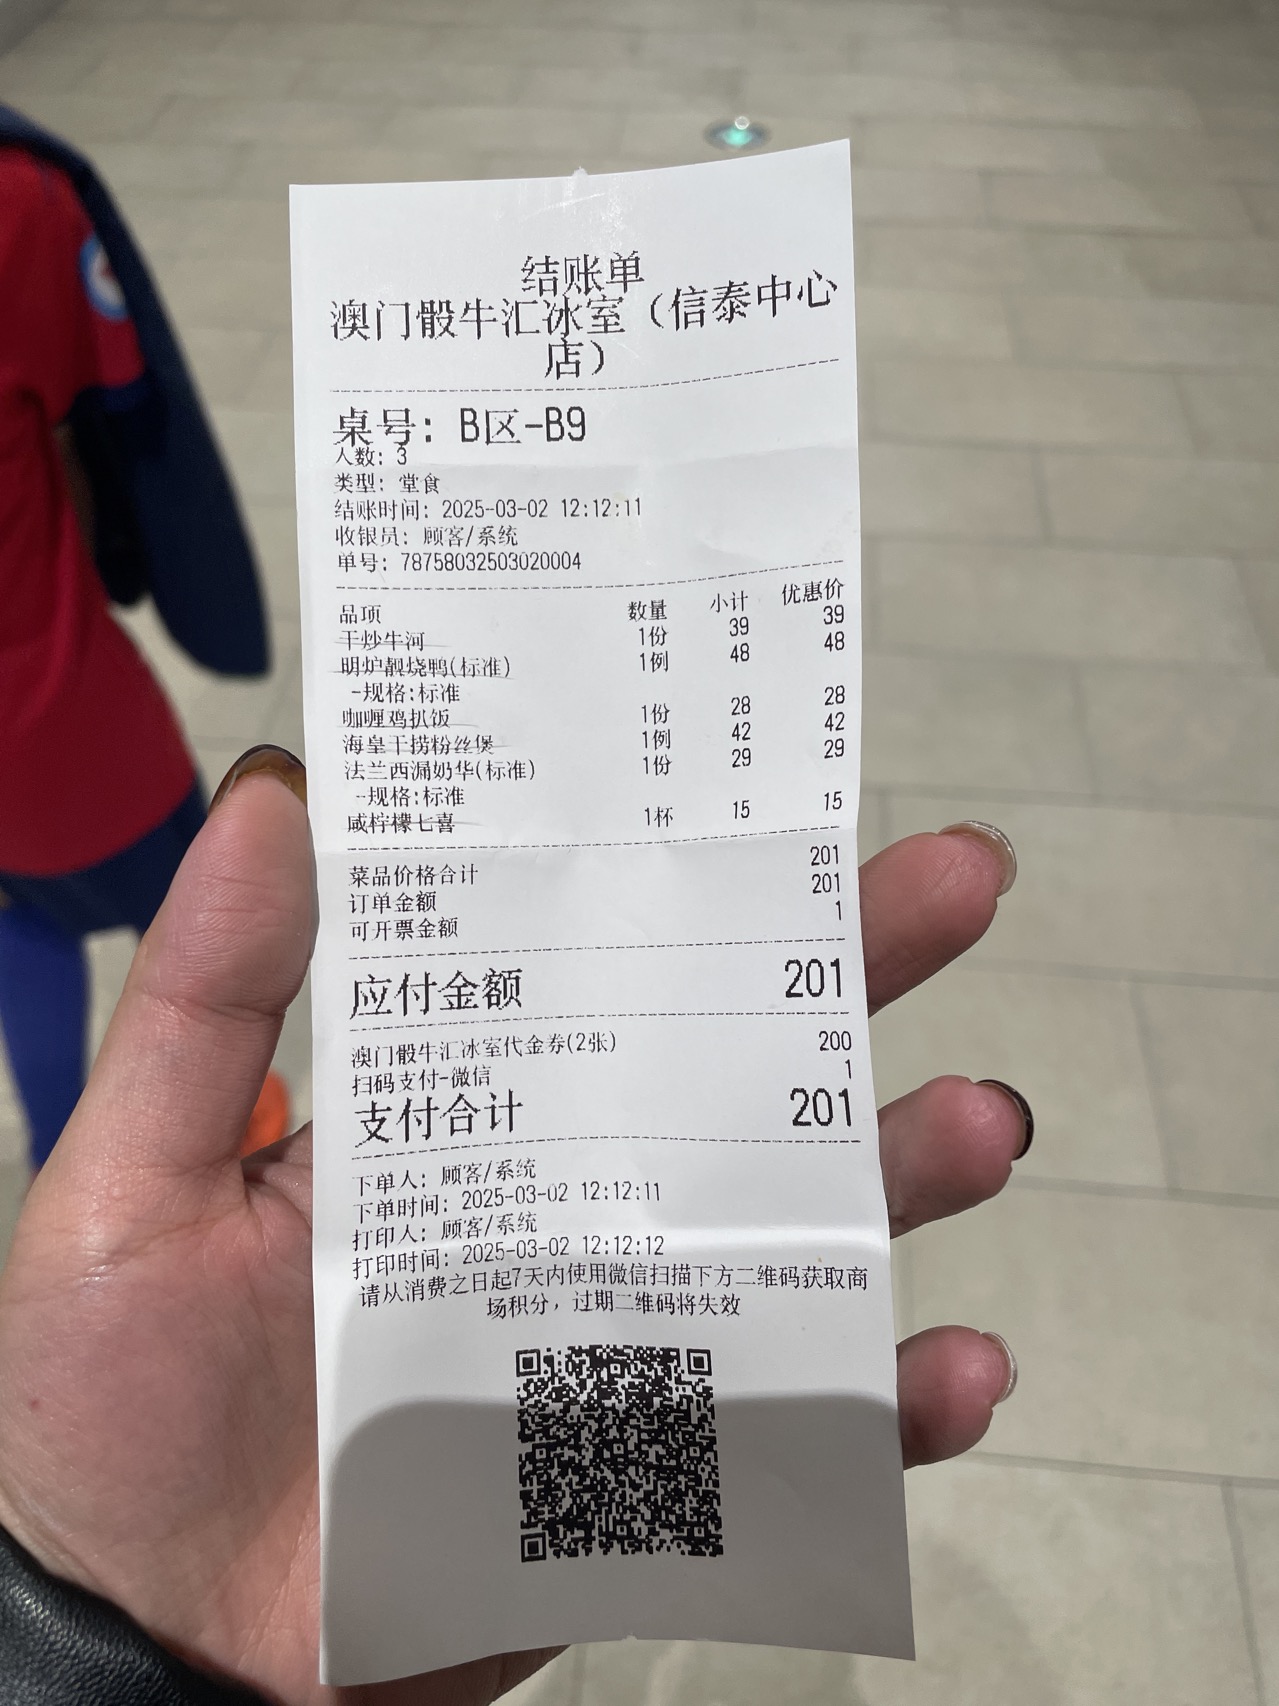 结账单
澳门骰牛汇冰室（信泰中心
店）
桌号: B区-B9
人数: 3
类型: 堂食
结账时间: 2025-03-02 12:12:11
收银员: 顾客/系统
单号: 78758032503020004
品项 数量 小计 优惠价
干炒牛河 1份 39 39
明炉靓烧鸭(标准) 1例 48 48
-规格:标准
咖喱鸡扒饭 1份 28 28
海皇干捞粉丝煲 1例 42 42
法兰西漏奶华(标准) 1份 29 29
-规格:标准
咸柠檬七喜 1杯 15 15
菜品价格合计 201
订单金额 201
可开票金额 1
应付金额 201
澳门骰牛汇冰室代金券(2张) 200
扫码支付-微信 1
支付合计 201
下单人: 顾客/系统
下单时间: 2025-03-02 12:12:11
打印人: 顾客/系统
打印时间: 2025-03-02 12:12:12
请从消费之日起7天内使用微信扫描下方二维码获取商
场积分，过期二维码将失效